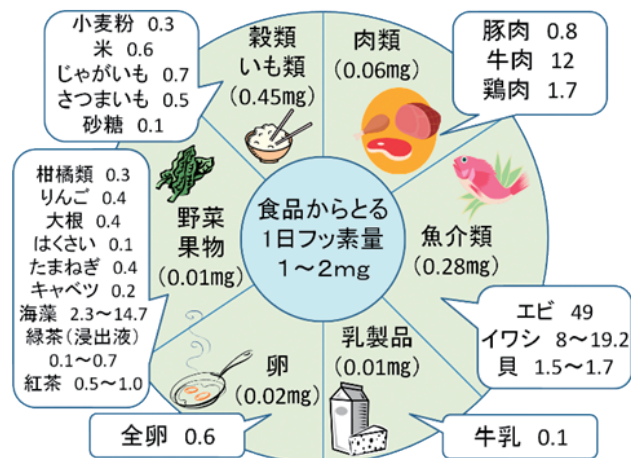 小麦粉 0.3
米 0.6
じゃがいも 0.7
さつまいも 0.5
砂糖 0.1
穀類
いも類
(0.45mg)
肉類
(0.06mg)
豚肉 0.8
牛肉 12
鶏肉 1.7
柑橘類 0.3
りんご 0.4
大根 0.4
はくさい 0.1
たまねぎ 0.4
キャベツ 0.2
海藻 2.3〜14.7
緑茶(浸出液)
0.1〜0.7
紅茶 0.5〜1.0
野菜
果物
(0.01mg)
食品からとる
1日フッ素量
1〜2mg
魚介類
(0.28mg)
エビ 49
イワシ 8〜19.2
貝 1.5〜1.7
卵
(0.02mg)
全卵 0.6
乳製品
(0.01mg)
牛乳 0.1